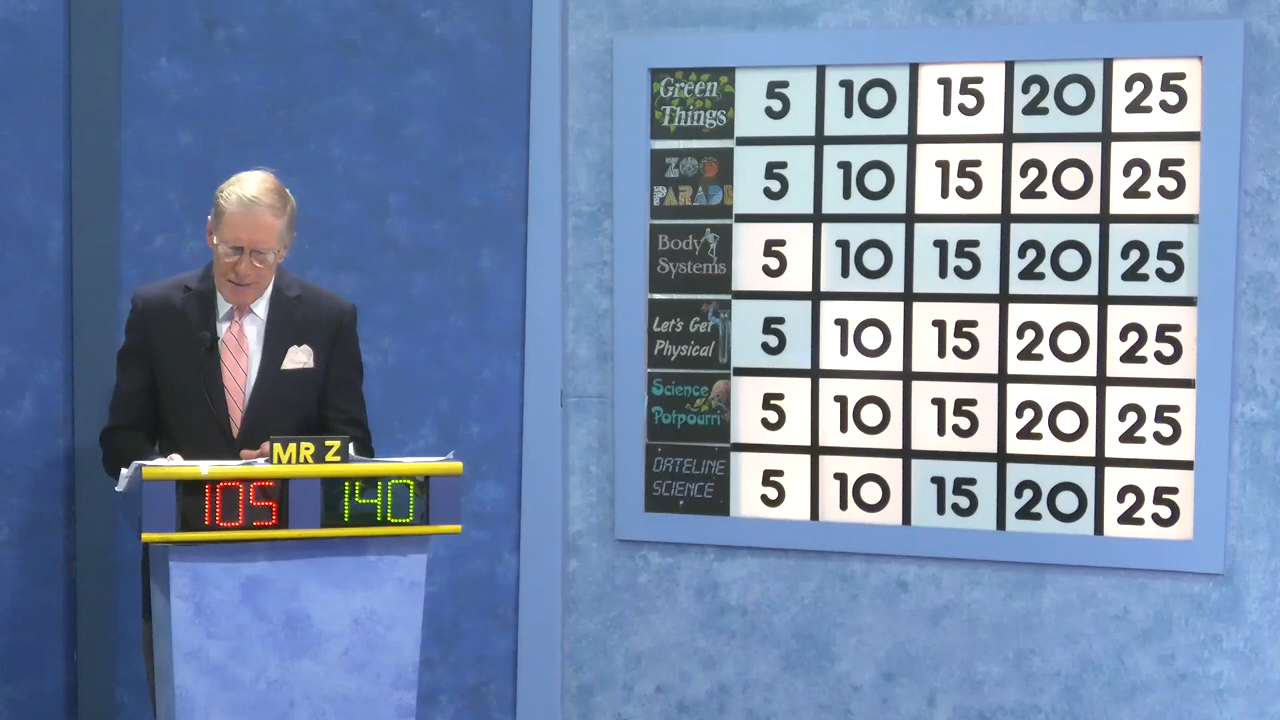 Green
Things
5 10 15 20 25
ZOO
PARADE
5 10 15 20 25
Body
Systems
5 10 15 20 25
Let's Get
Physical
5 10 15 20 25
Science
Potpourri
5 10 15 20 25
DATELINE
SCIENCE
5 10 15 20 25
MR Z
105 140